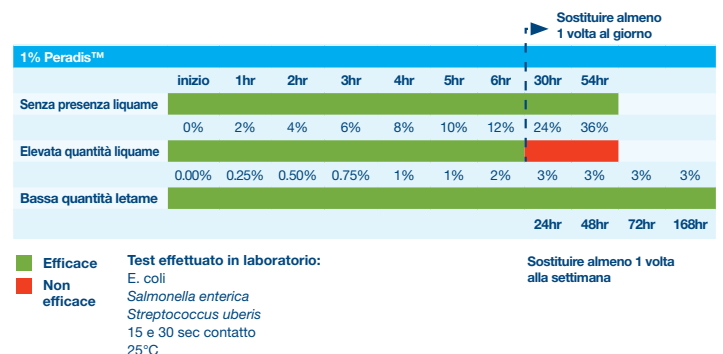 Sostituire almeno
1 volta al giorno
1% Peradis™
inizio 1hr 2hr 3hr 4hr 5hr 6hr 30hr 54hr
Senza presenza liquame
0% 2% 4% 6% 8% 10% 12% 24% 36%
Elevata quantità liquame
0.00% 0.25% 0.50% 0.75% 1% 1% 2% 3% 3% 3% 3%
Bassa quantità letame
24hr 48hr 72hr 168hr
Efficace
Non
efficace
Test effettuato in laboratorio:
E. coli
Salmonella enterica
Streptococcus uberis
15 e 30 sec contatto
25°C
Sostituire almeno 1 volta
alla settimana